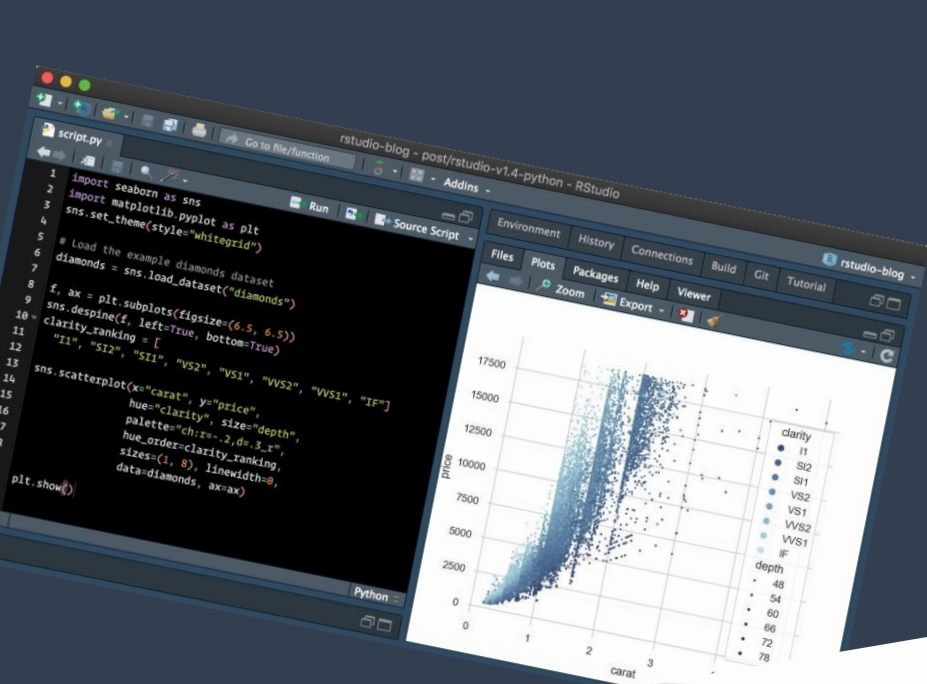 rstudio-blog - post/rstudio-v1.4-python - RStudio
Go to file/function
Addins
rstudio-blog
script.py
Run
Source Script
1 import seaborn as sns
2 import matplotlib.pyplot as plt
3 sns.set_theme(style="whitegrid")
4
5 # Load the example diamonds dataset
6 diamonds = sns.load_dataset("diamonds")
7
8 f, ax = plt.subplots(figsize=(6.5, 6.5))
9 sns.despine(f, left=True, bottom=True)
10 clarity_ranking = [
11 "I1", "SI2", "SI1", "VS2", "VS1", "VVS2", "VVS1", "IF"]
12
13 sns.scatterplot(x="carat", y="price",
14 hue="clarity", size="depth",
15 palette="ch:r=-.2,d=.3_r",
16 hue_order=clarity_ranking,
7 sizes=(1, 8), linewidth=0,
8 data=diamonds, ax=ax)
plt.show()
Python
Environment
History
Connections
Build
Git
Tutorial
Files
Plots
Packages
Help
Viewer
Zoom
Export
17500
15000
12500
10000
7500
5000
2500
0
price
0
1
2
3
carat
clarity
I1
SI2
SI1
VS2
VS1
VVS2
VVS1
IF
depth
48
54
60
66
72
78